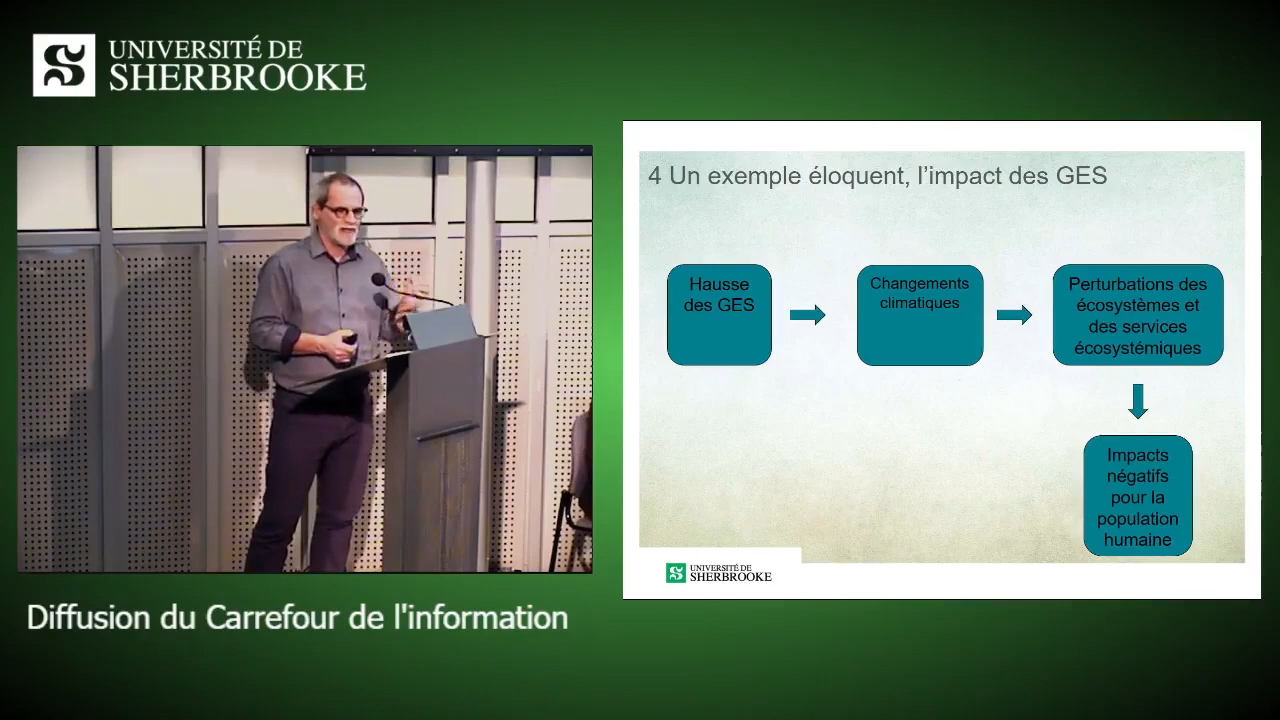 UNIVERSITÉ DE
SHERBROOKE
4 Un exemple éloquent, l'impact des GES
Hausse
des GES
Changements
climatiques
Perturbations des
écosystèmes et
des services
écosystémiques
Impacts
négatifs
pour la
population
humaine
UNIVERSITÉ DE
SHERBROOKE
Diffusion du Carrefour de l'information